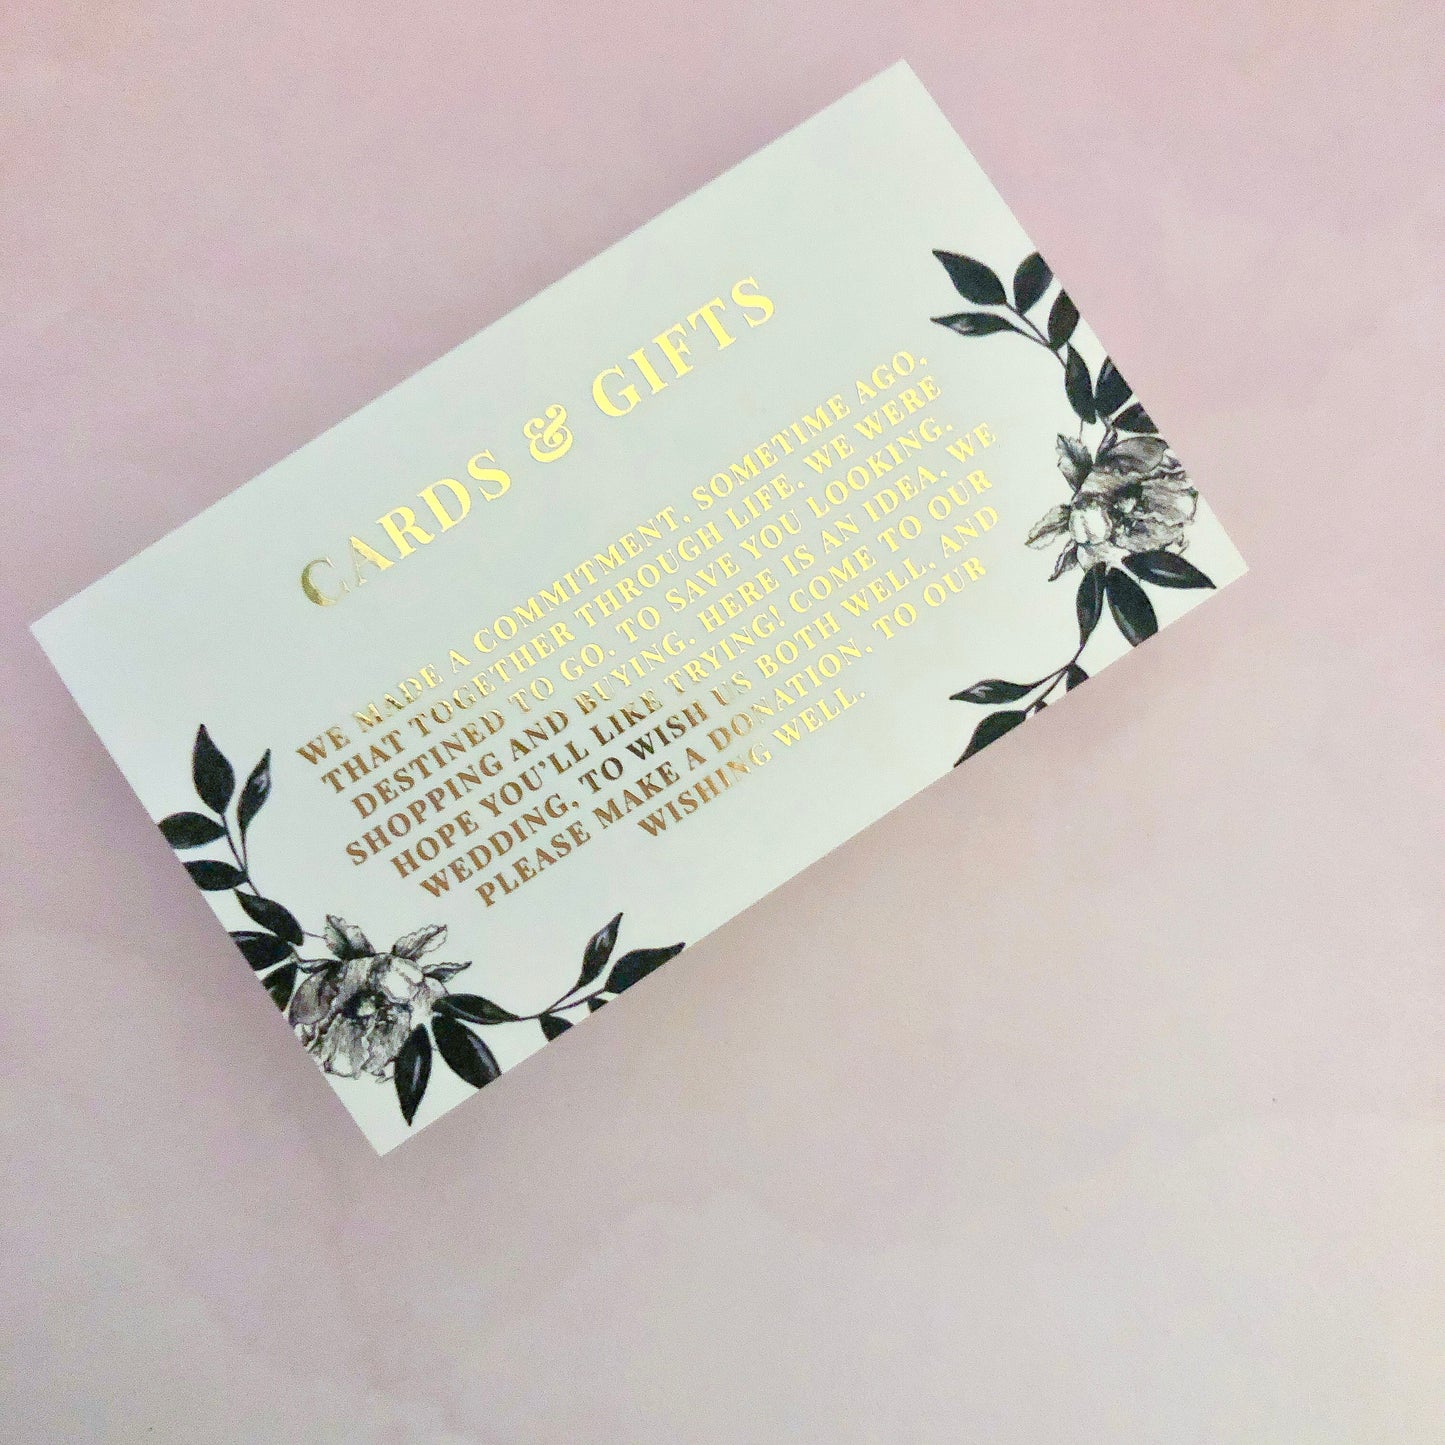 CARDS & GIFTS
WE MADE A COMMITMENT, SOMETIME AGO,
THAT TOGETHER THROUGH LIFE, WE WERE
DESTINED TO GO. TO SAVE YOU LOOKING,
SHOPPING AND BUYING. HERE IS AN IDEA, WE
HOPE YOU'LL LIKE TRYING! COME TO OUR
WEDDING, TO WISH US BOTH WELL, AND
PLEASE MAKE A DONATION, TO OUR
WISHING WELL.